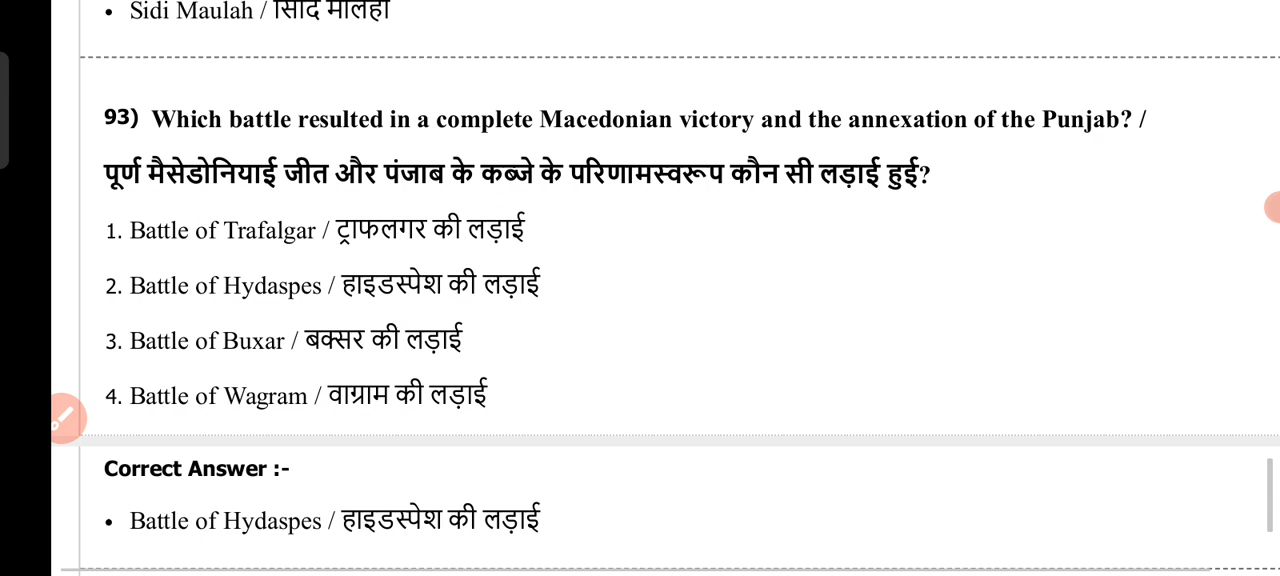 • Sidi Maulah / सिदि मौलहा
93) Which battle resulted in a complete Macedonian victory and the annexation of the Punjab? /
पूर्ण मैसेडोनियाई जीत और पंजाब के कब्जे के परिणामस्वरूप कौन सी लड़ाई हुई?
1. Battle of Trafalgar / ट्राफलगर की लड़ाई
2. Battle of Hydaspes / हाइडस्पेश की लड़ाई
3. Battle of Buxar / बक्सर की लड़ाई
4. Battle of Wagram / वाग्राम की लड़ाई
Correct Answer :-
• Battle of Hydaspes / हाइडस्पेश की लड़ाई